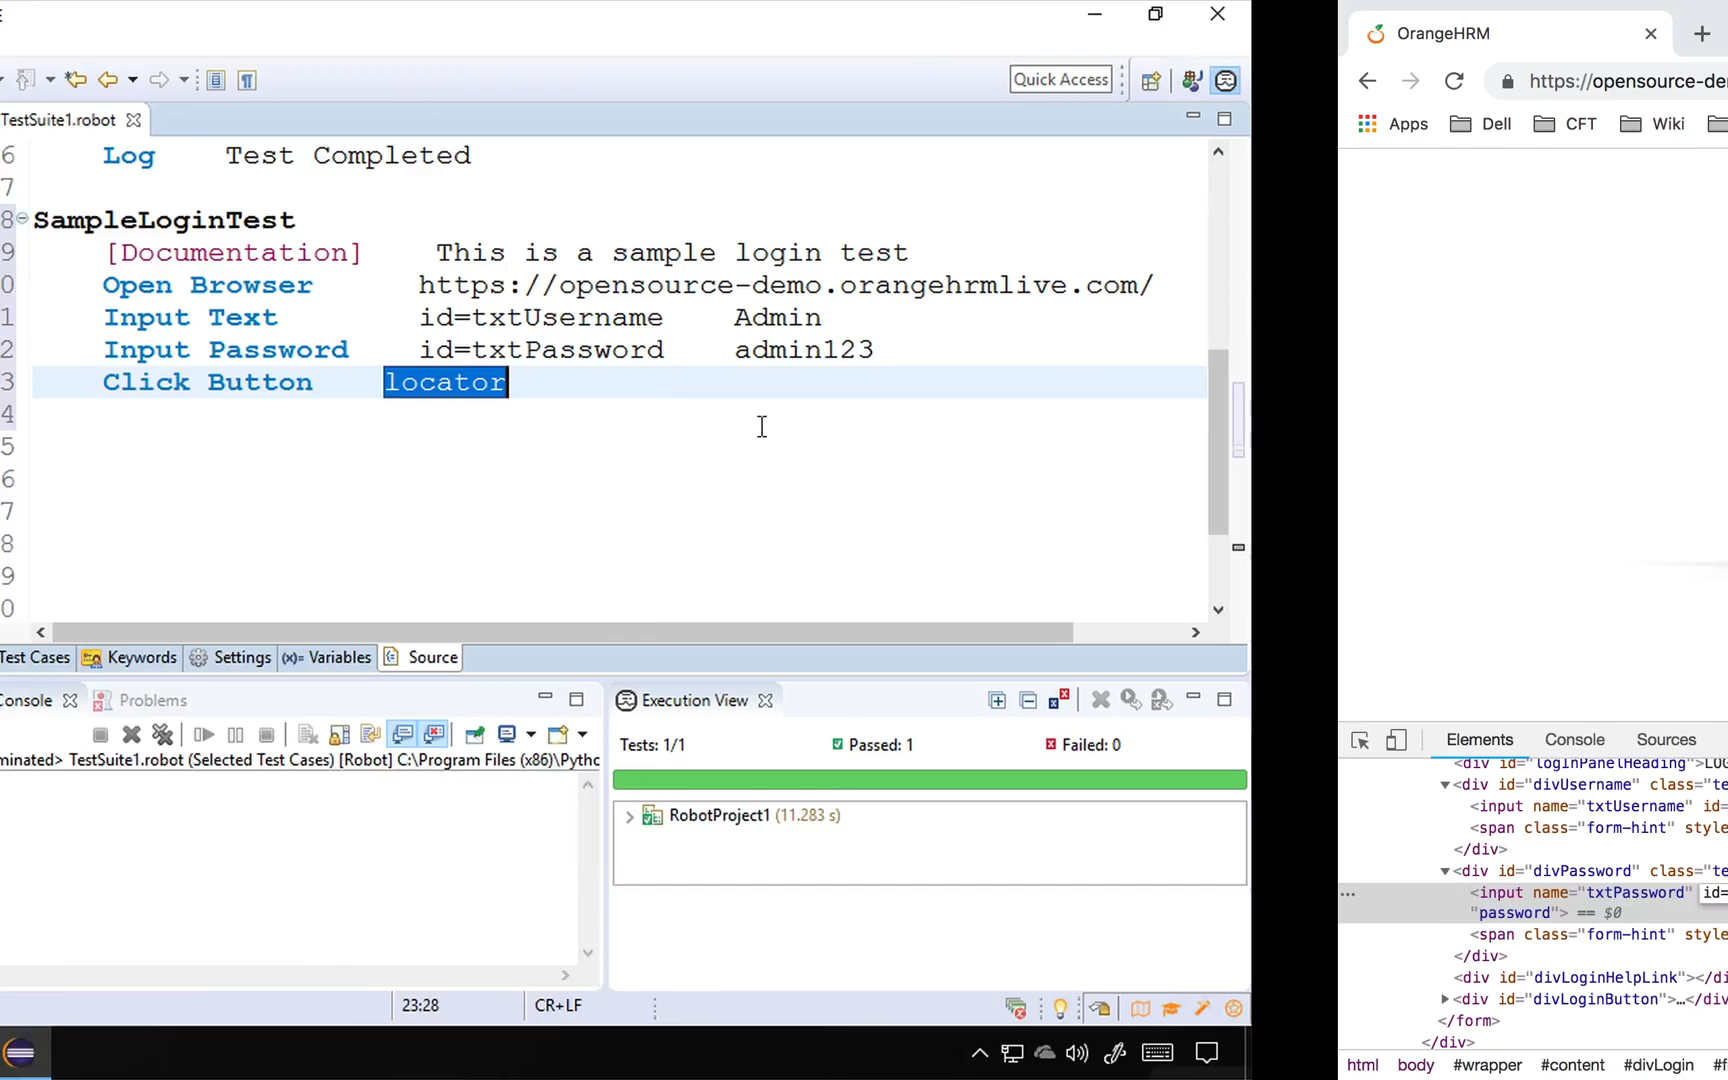 Quick Access
TestSuite1.robot
6 Log Test Completed
7
8 SampleLoginTest
9 [Documentation] This is a sample login test
0 Open Browser https://opensource-demo.orangehrmlive.com/
1 Input Text id=txtUsername Admin
2 Input Password id=txtPassword admin123
3 Click Button locator
4
5
6
7
8
9
0
Test Cases Keywords Settings (x)= Variables Source
Console Problems
minated> TestSuite1.robot (Selected Test Cases) [Robot] C:\Program Files (x86)\Pytho
Execution View
Tests: 1/1 Passed: 1 Failed: 0
RobotProject1 (11.283 s)
23:28 CR+LF
OrangeHRM
https://opensource-de
Apps Dell CFT Wiki
Elements Console Sources
<div id="logInPanelHeading">LOG
<div id="divUsername" class="te
<input name="txtUsername" id=
<span class="form-hint" style
</div>
<div id="divPassword" class="te
... <input name="txtPassword" id=
"password"> == $0
<span class="form-hint" style
</div>
<div id="divLoginHelpLink"></di
<div id="divLoginButton">…</div
</form>
</div>
html body #wrapper #content #divLogin #f